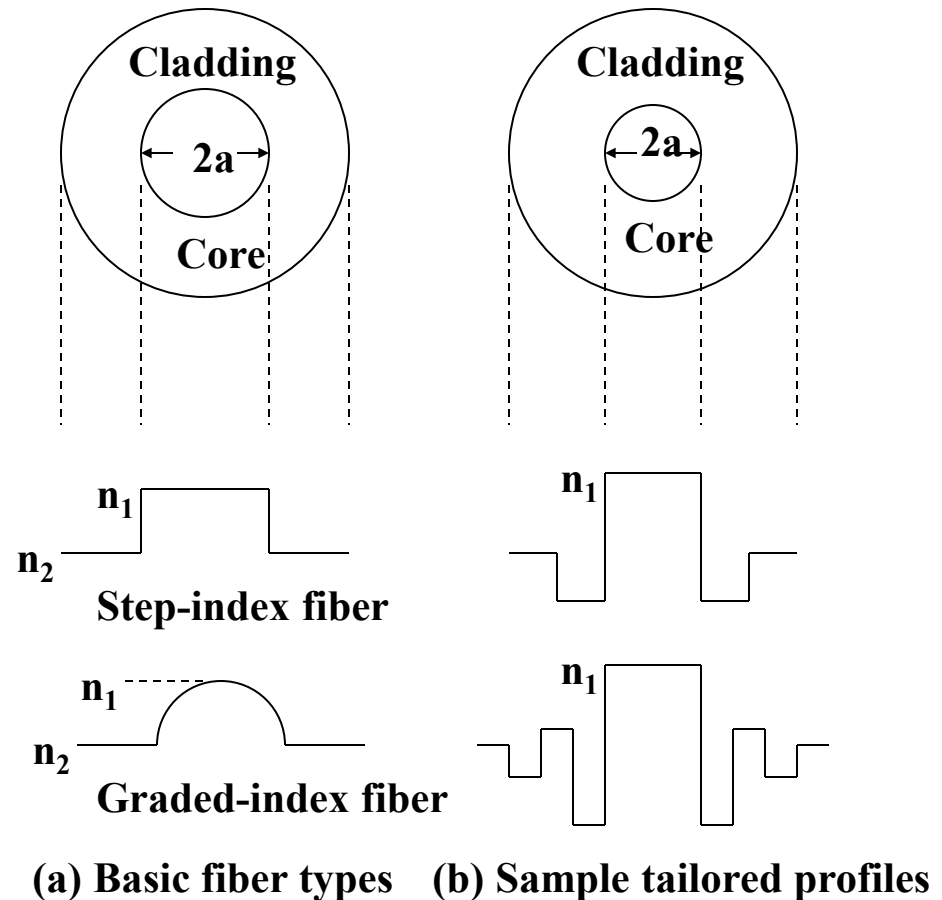 Cladding
2a
Core
Cladding
2a
Core
n₁
n₂
Step-index fiber
n₁
n₁
n₂
Graded-index fiber
n₁
(a) Basic fiber types
(b) Sample tailored profiles